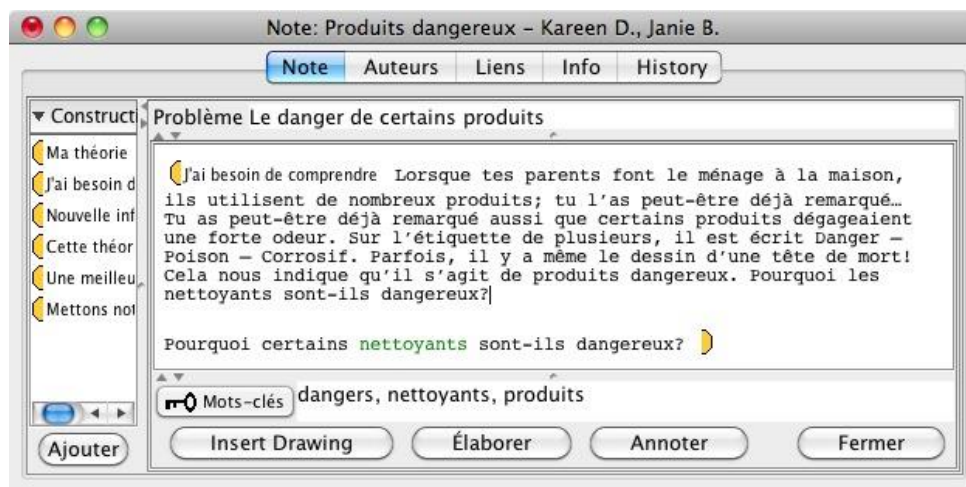 Note: Produits dangereux – Kareen D., Janie B.
Note Auteurs Liens Info History
Constructi
Ma théorie
J'ai besoin d
Nouvelle inf
Cette théor
Une meilleu
Mettons not
Ajouter
Problème Le danger de certains produits
J'ai besoin de comprendre Lorsque tes parents font le ménage à la maison,
ils utilisent de nombreux produits; tu l'as peut-être déjà remarqué…
Tu as peut-être déjà remarqué aussi que certains produits dégageaient
une forte odeur. Sur l'étiquette de plusieurs, il est écrit Danger –
Poison – Corrosif. Parfois, il y a même le dessin d'une tête de mort!
Cela nous indique qu'il s'agit de produits dangereux. Pourquoi les
nettoyants sont-ils dangereux?
Pourquoi certains nettoyants sont-ils dangereux?
Mots-clés dangers, nettoyants, produits
Insert Drawing Élaborer Annoter Fermer